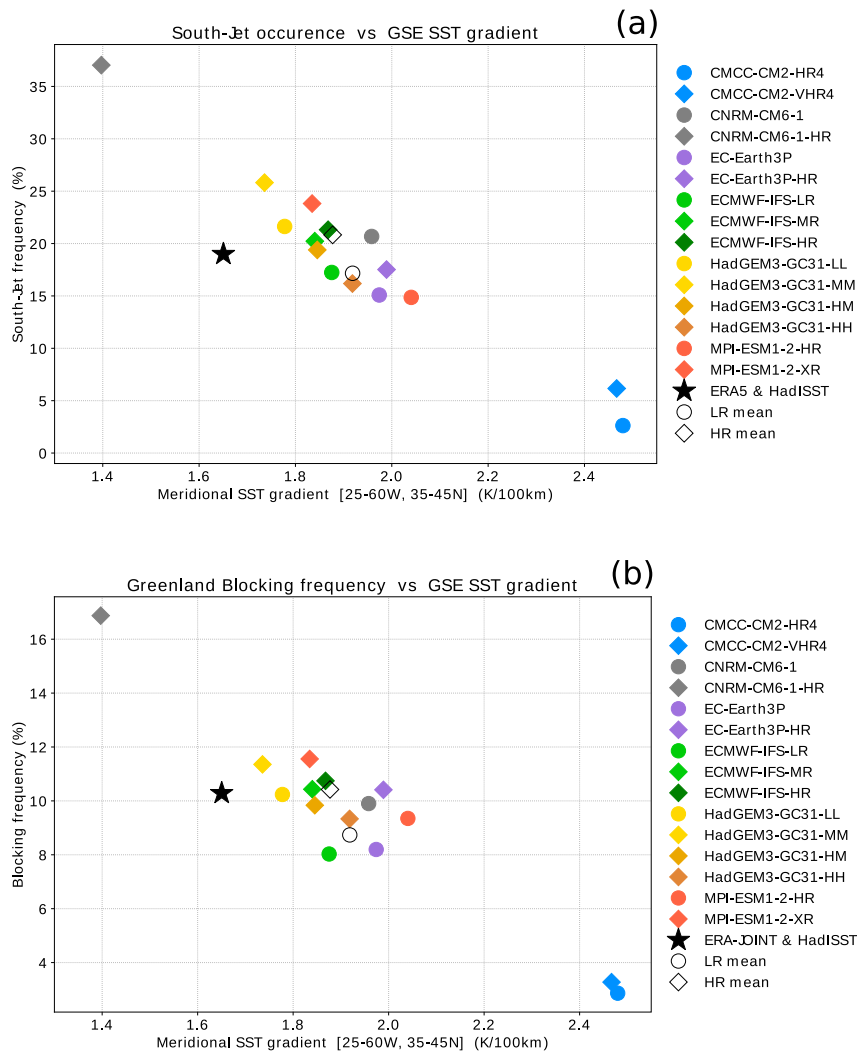 (a)
South-Jet occurence vs GSE SST gradient
South-Jet frequency (%)
35
30
25
20
15
10
5
0
1.4 1.6 1.8 2.0 2.2 2.4
Meridional SST gradient [25-60W, 35-45N] (K/100km)
CMCC-CM2-HR4
CMCC-CM2-VHR4
CNRM-CM6-1
CNRM-CM6-1-HR
EC-Earth3P
EC-Earth3P-HR
ECMWF-IFS-LR
ECMWF-IFS-MR
ECMWF-IFS-HR
HadGEM3-GC31-LL
HadGEM3-GC31-MM
HadGEM3-GC31-HM
HadGEM3-GC31-HH
MPI-ESM1-2-HR
MPI-ESM1-2-XR
ERA5 & HadISST
LR mean
HR mean
(b)
Greenland Blocking frequency vs GSE SST gradient
Blocking frequency (%)
16
14
12
10
8
6
4
1.4 1.6 1.8 2.0 2.2 2.4
Meridional SST gradient [25-60W, 35-45N] (K/100km)
CMCC-CM2-HR4
CMCC-CM2-VHR4
CNRM-CM6-1
CNRM-CM6-1-HR
EC-Earth3P
EC-Earth3P-HR
ECMWF-IFS-LR
ECMWF-IFS-MR
ECMWF-IFS-HR
HadGEM3-GC31-LL
HadGEM3-GC31-MM
HadGEM3-GC31-HM
HadGEM3-GC31-HH
MPI-ESM1-2-HR
MPI-ESM1-2-XR
ERA-JOINT & HadISST
LR mean
HR mean